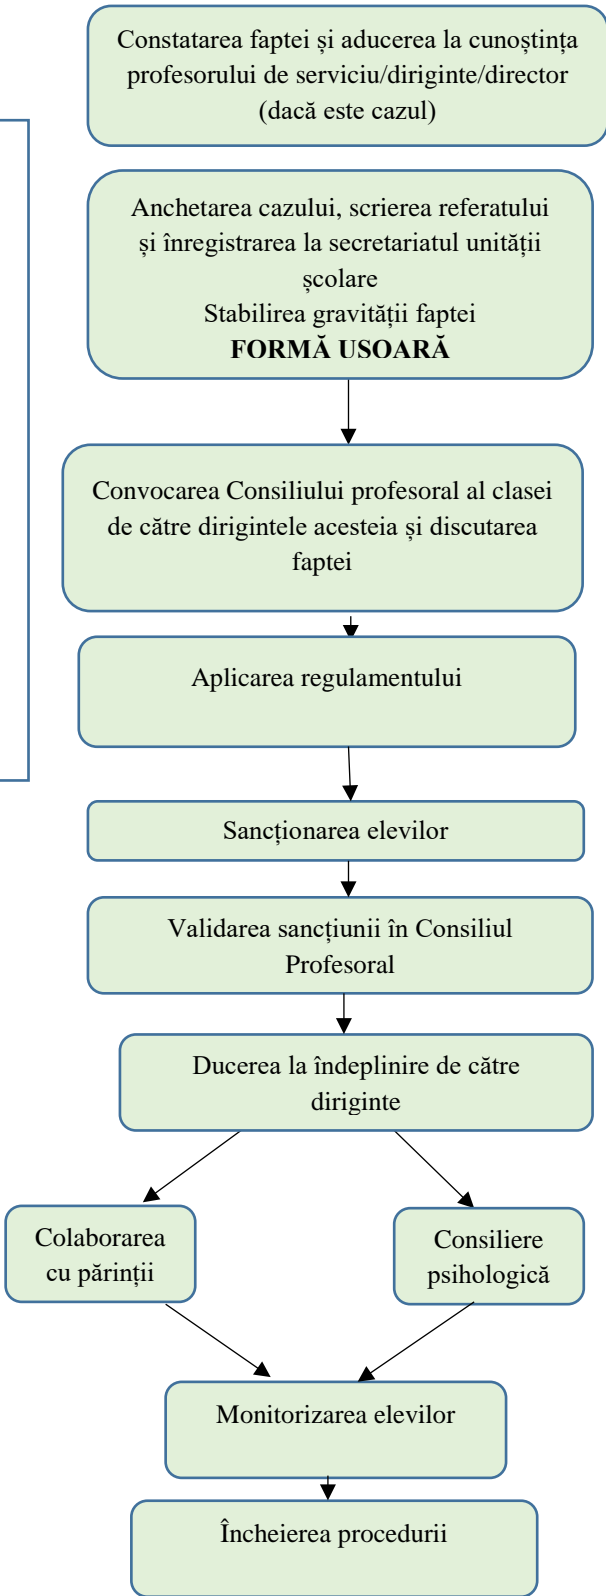 Constatarea faptei și aducerea la cunoștința
profesorului de serviciu/diriginte/director
(dacă este cazul)
Anchetarea cazului, scrierea referatului
și înregistrarea la secretariatul unității
școlare
Stabilirea gravității faptei
FORMĂ USOARĂ
Convocarea Consiliului profesoral al clasei
de către dirigintele acesteia și discutarea
faptei
Aplicarea regulamentului
Sancționarea elevilor
Validarea sancțiunii în Consiliul
Profesoral
Ducerea la îndeplinire de către
diriginte
Colaborarea
cu părinții
Consiliere
psihologică
Monitorizarea elevilor
Încheierea procedurii